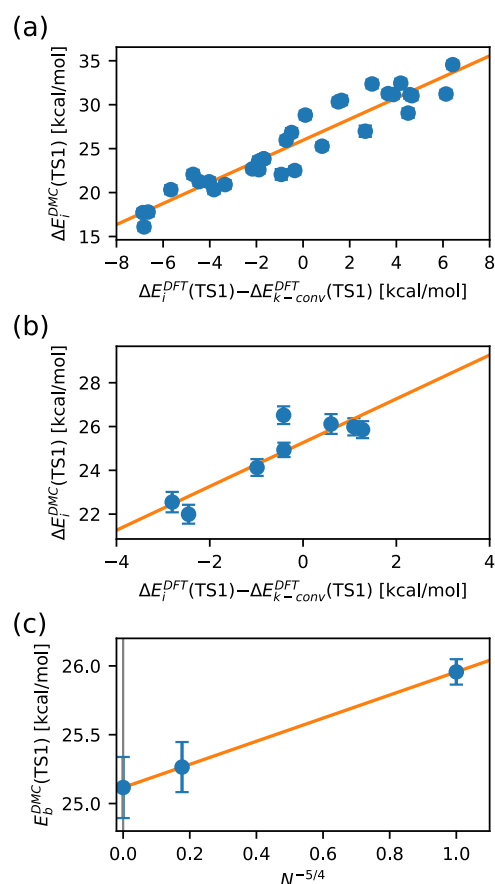 (a)
ΔE_i^{DMC}(TS1) [kcal/mol]
35
30
25
20
15
−8 −6 −4 −2 0 2 4 6 8
ΔE_i^{DFT}(TS1)−ΔE_{k−conv}^{DFT}(TS1) [kcal/mol]
(b)
ΔE_i^{DMC}(TS1) [kcal/mol]
28
26
24
22
−4 −2 0 2 4
ΔE_i^{DFT}(TS1)−ΔE_{k−conv}^{DFT}(TS1) [kcal/mol]
(c)
E_b^{DMC}(TS1) [kcal/mol]
26.0
25.5
25.0
0.0 0.2 0.4 0.6 0.8 1.0
N^{−5/4}